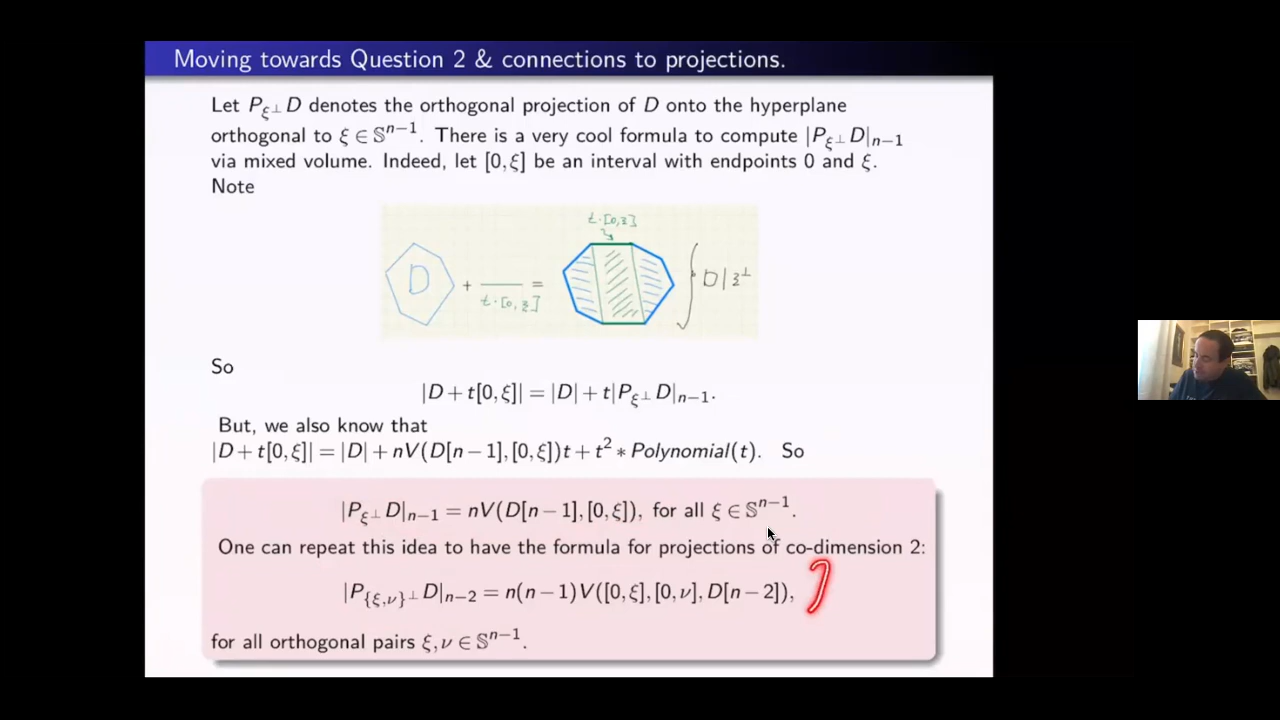 Moving towards Question 2 & connections to projections.
Let P_{ξ⊥}D denotes the orthogonal projection of D onto the hyperplane
orthogonal to ξ ∈ 𝕊^{n−1}. There is a very cool formula to compute |P_{ξ⊥}D|_{n−1}
via mixed volume. Indeed, let [0,ξ] be an interval with endpoints 0 and ξ.
Note
t·[0,ξ]
D + = D|ξ⊥
t·[0,ξ]
So
|D + t[0,ξ]| = |D| + t|P_{ξ⊥}D|_{n−1}.
But, we also know that
|D + t[0,ξ]| = |D| + nV(D[n−1],[0,ξ])t + t² ∗ Polynomial(t). So
|P_{ξ⊥}D|_{n−1} = nV(D[n−1],[0,ξ]), for all ξ ∈ 𝕊^{n−1}.
One can repeat this idea to have the formula for projections of co-dimension 2:
|P_{{ξ,ν}⊥}D|_{n−2} = n(n−1)V([0,ξ],[0,ν],D[n−2]),
for all orthogonal pairs ξ,ν ∈ 𝕊^{n−1}.